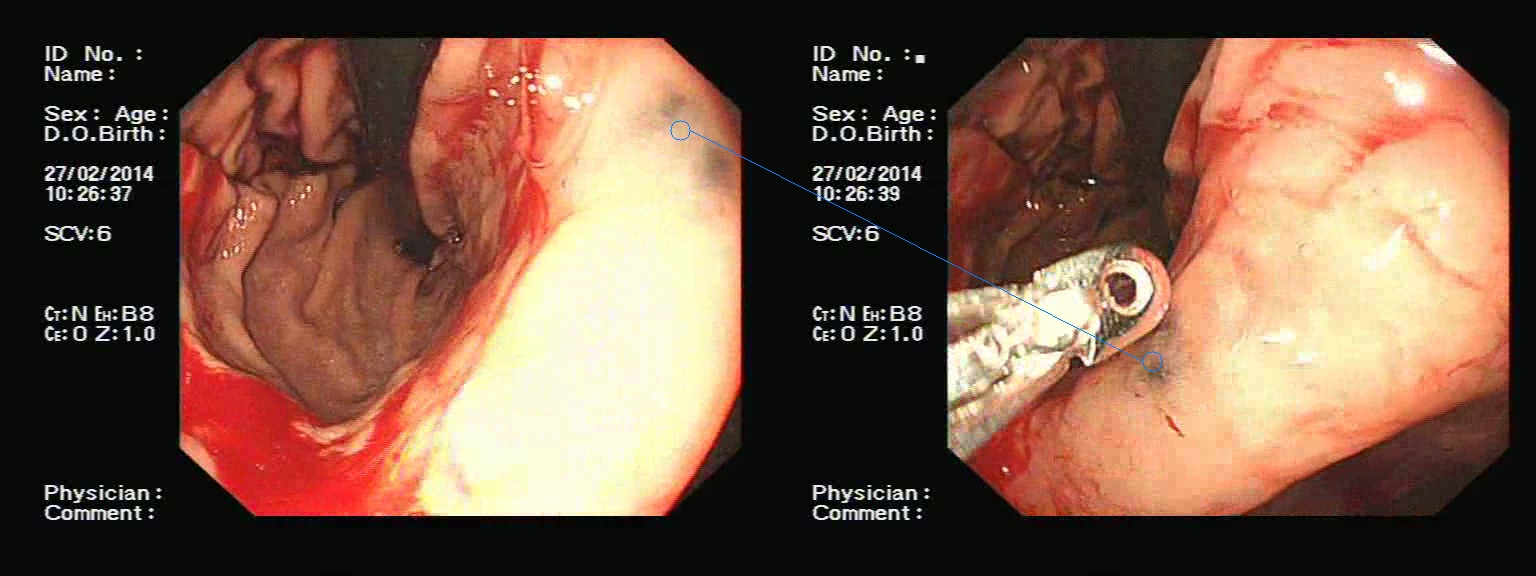 ID No. :
Name:
Sex: Age:
D.O.Birth:
27/02/2014
10:26:37
SCV:6
CT:N EH:B8
CE:0 Z:1.0
Physician:
Comment:
ID No. :
Name:
Sex: Age:
D.O.Birth:
27/02/2014
10:26:39
SCV:6
CT:N EH:B8
CE:0 Z:1.0
Physician:
Comment: